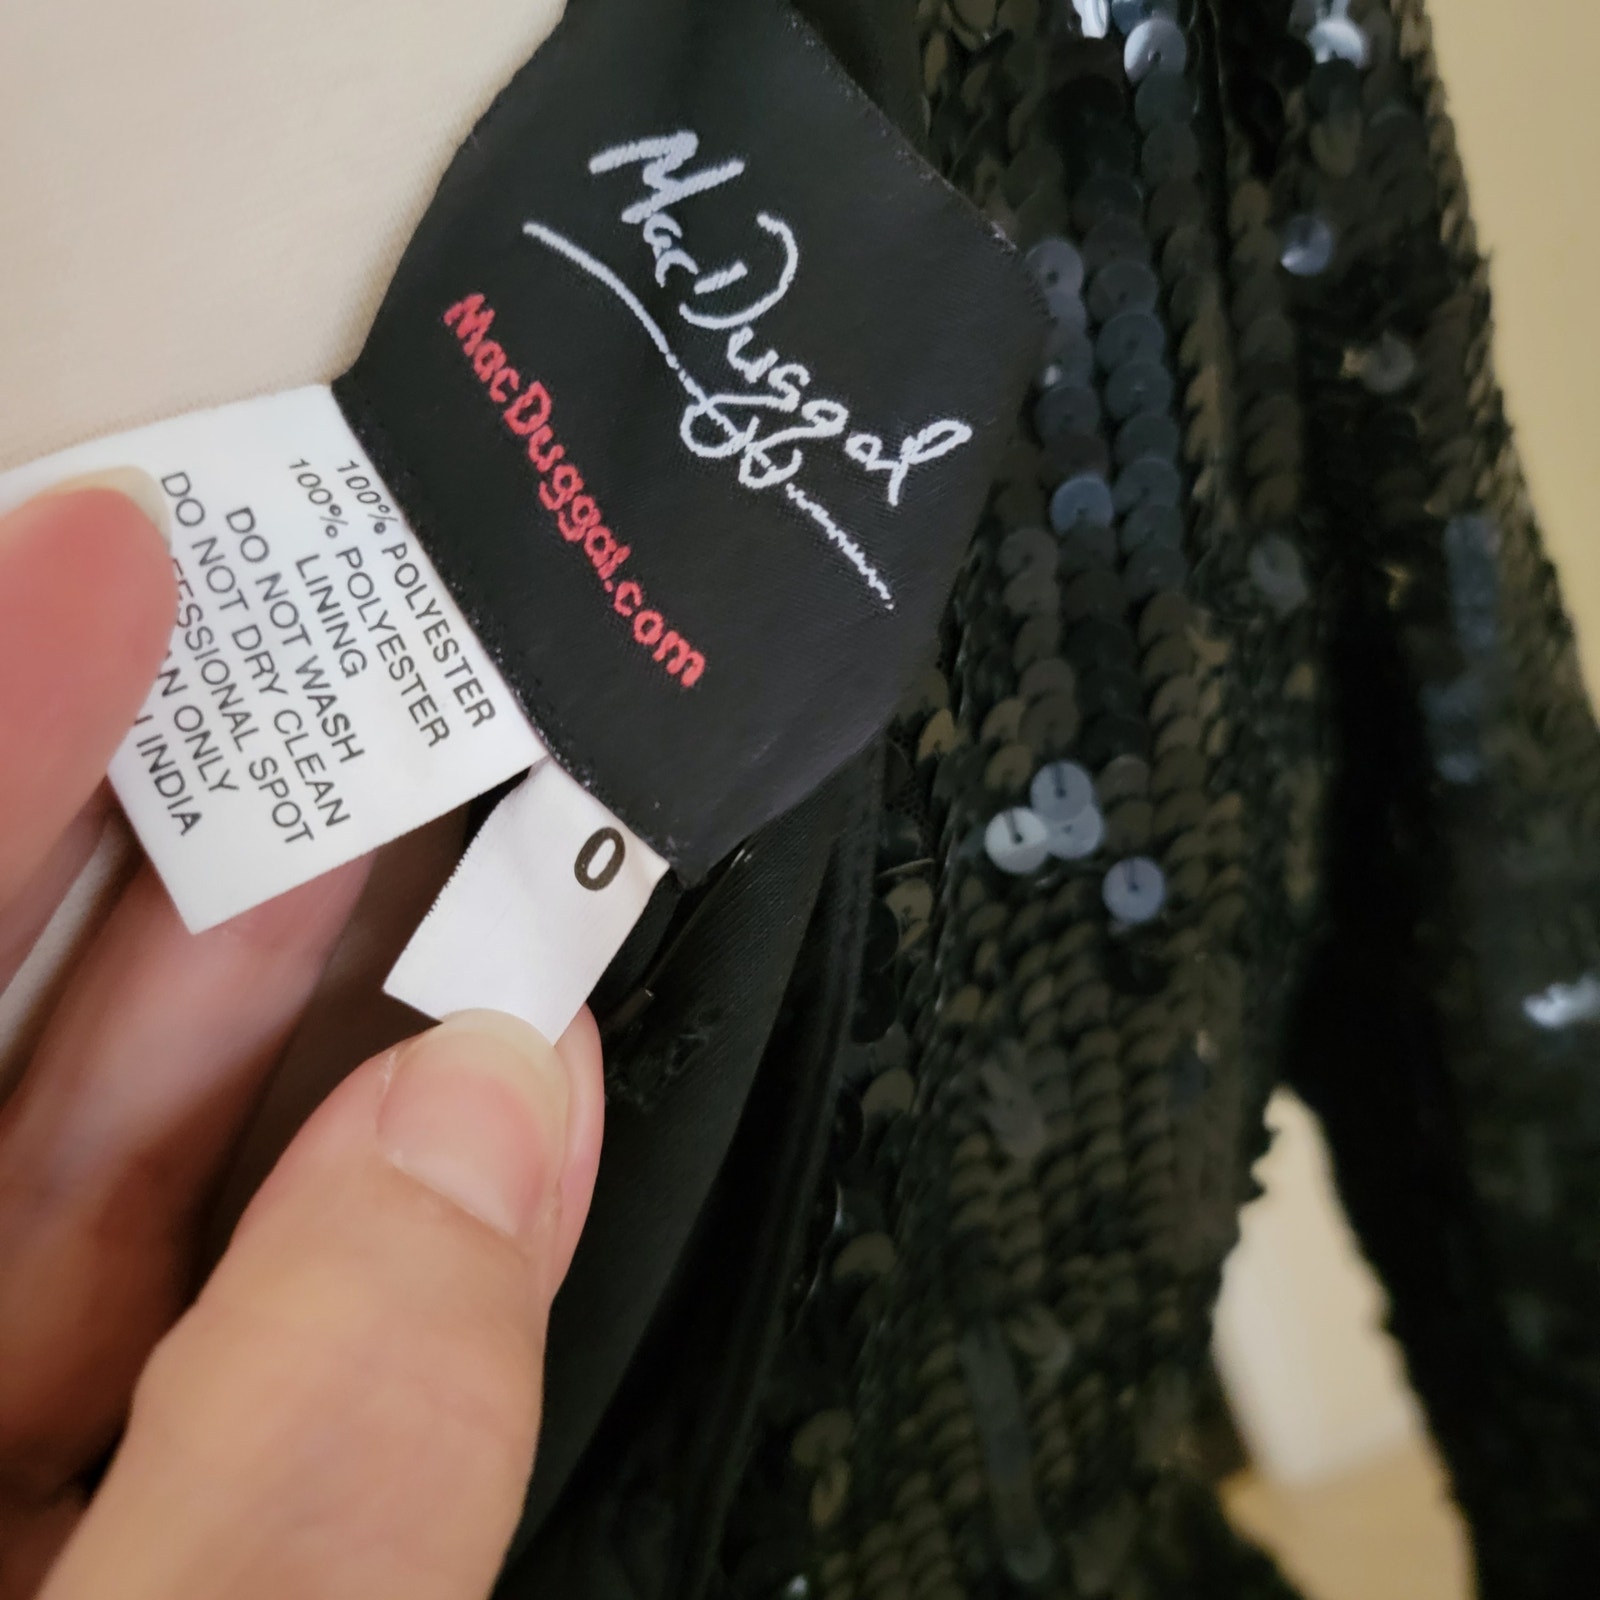 MacDuggal
MacDuggal.com
100% POLYESTER
100% POLYESTER
LINING
DO NOT WASH
DO NOT DRY CLEAN
SPOT
ONLY
INDIA
0